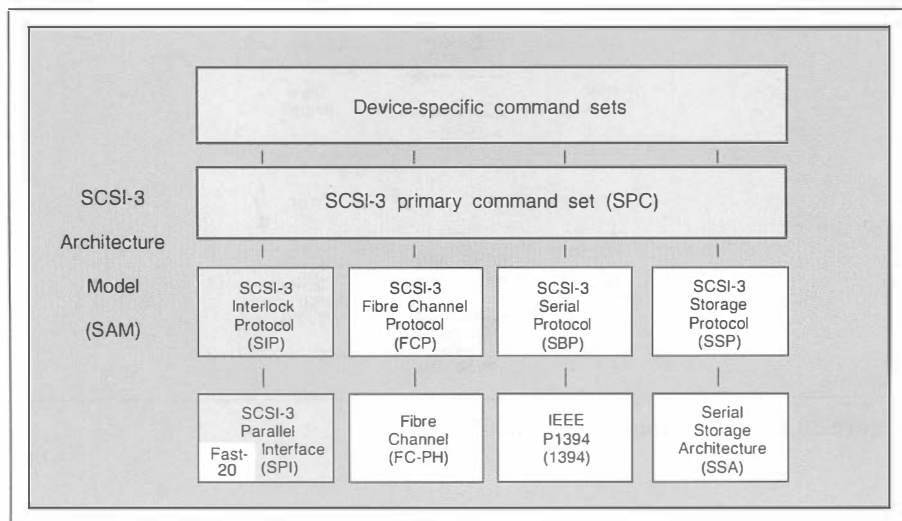 Device-specific command sets
SCSI-3
Architecture
Model
(SAM)
SCSI-3 primary command set (SPC)
SCSI-3
Interlock
Protocol
(SIP)
SCSI-3
Fibre Channel
Protocol
(FCP)
SCSI-3
Serial
Protocol
(SBP)
SCSI-3
Storage
Protocol
(SSP)
SCSI-3
Parallel
Interface
(SPI)
Fast-
20
Fibre
Channel
(FC-PH)
IEEE
P1394
(1394)
Serial
Storage
Architecture
(SSA)